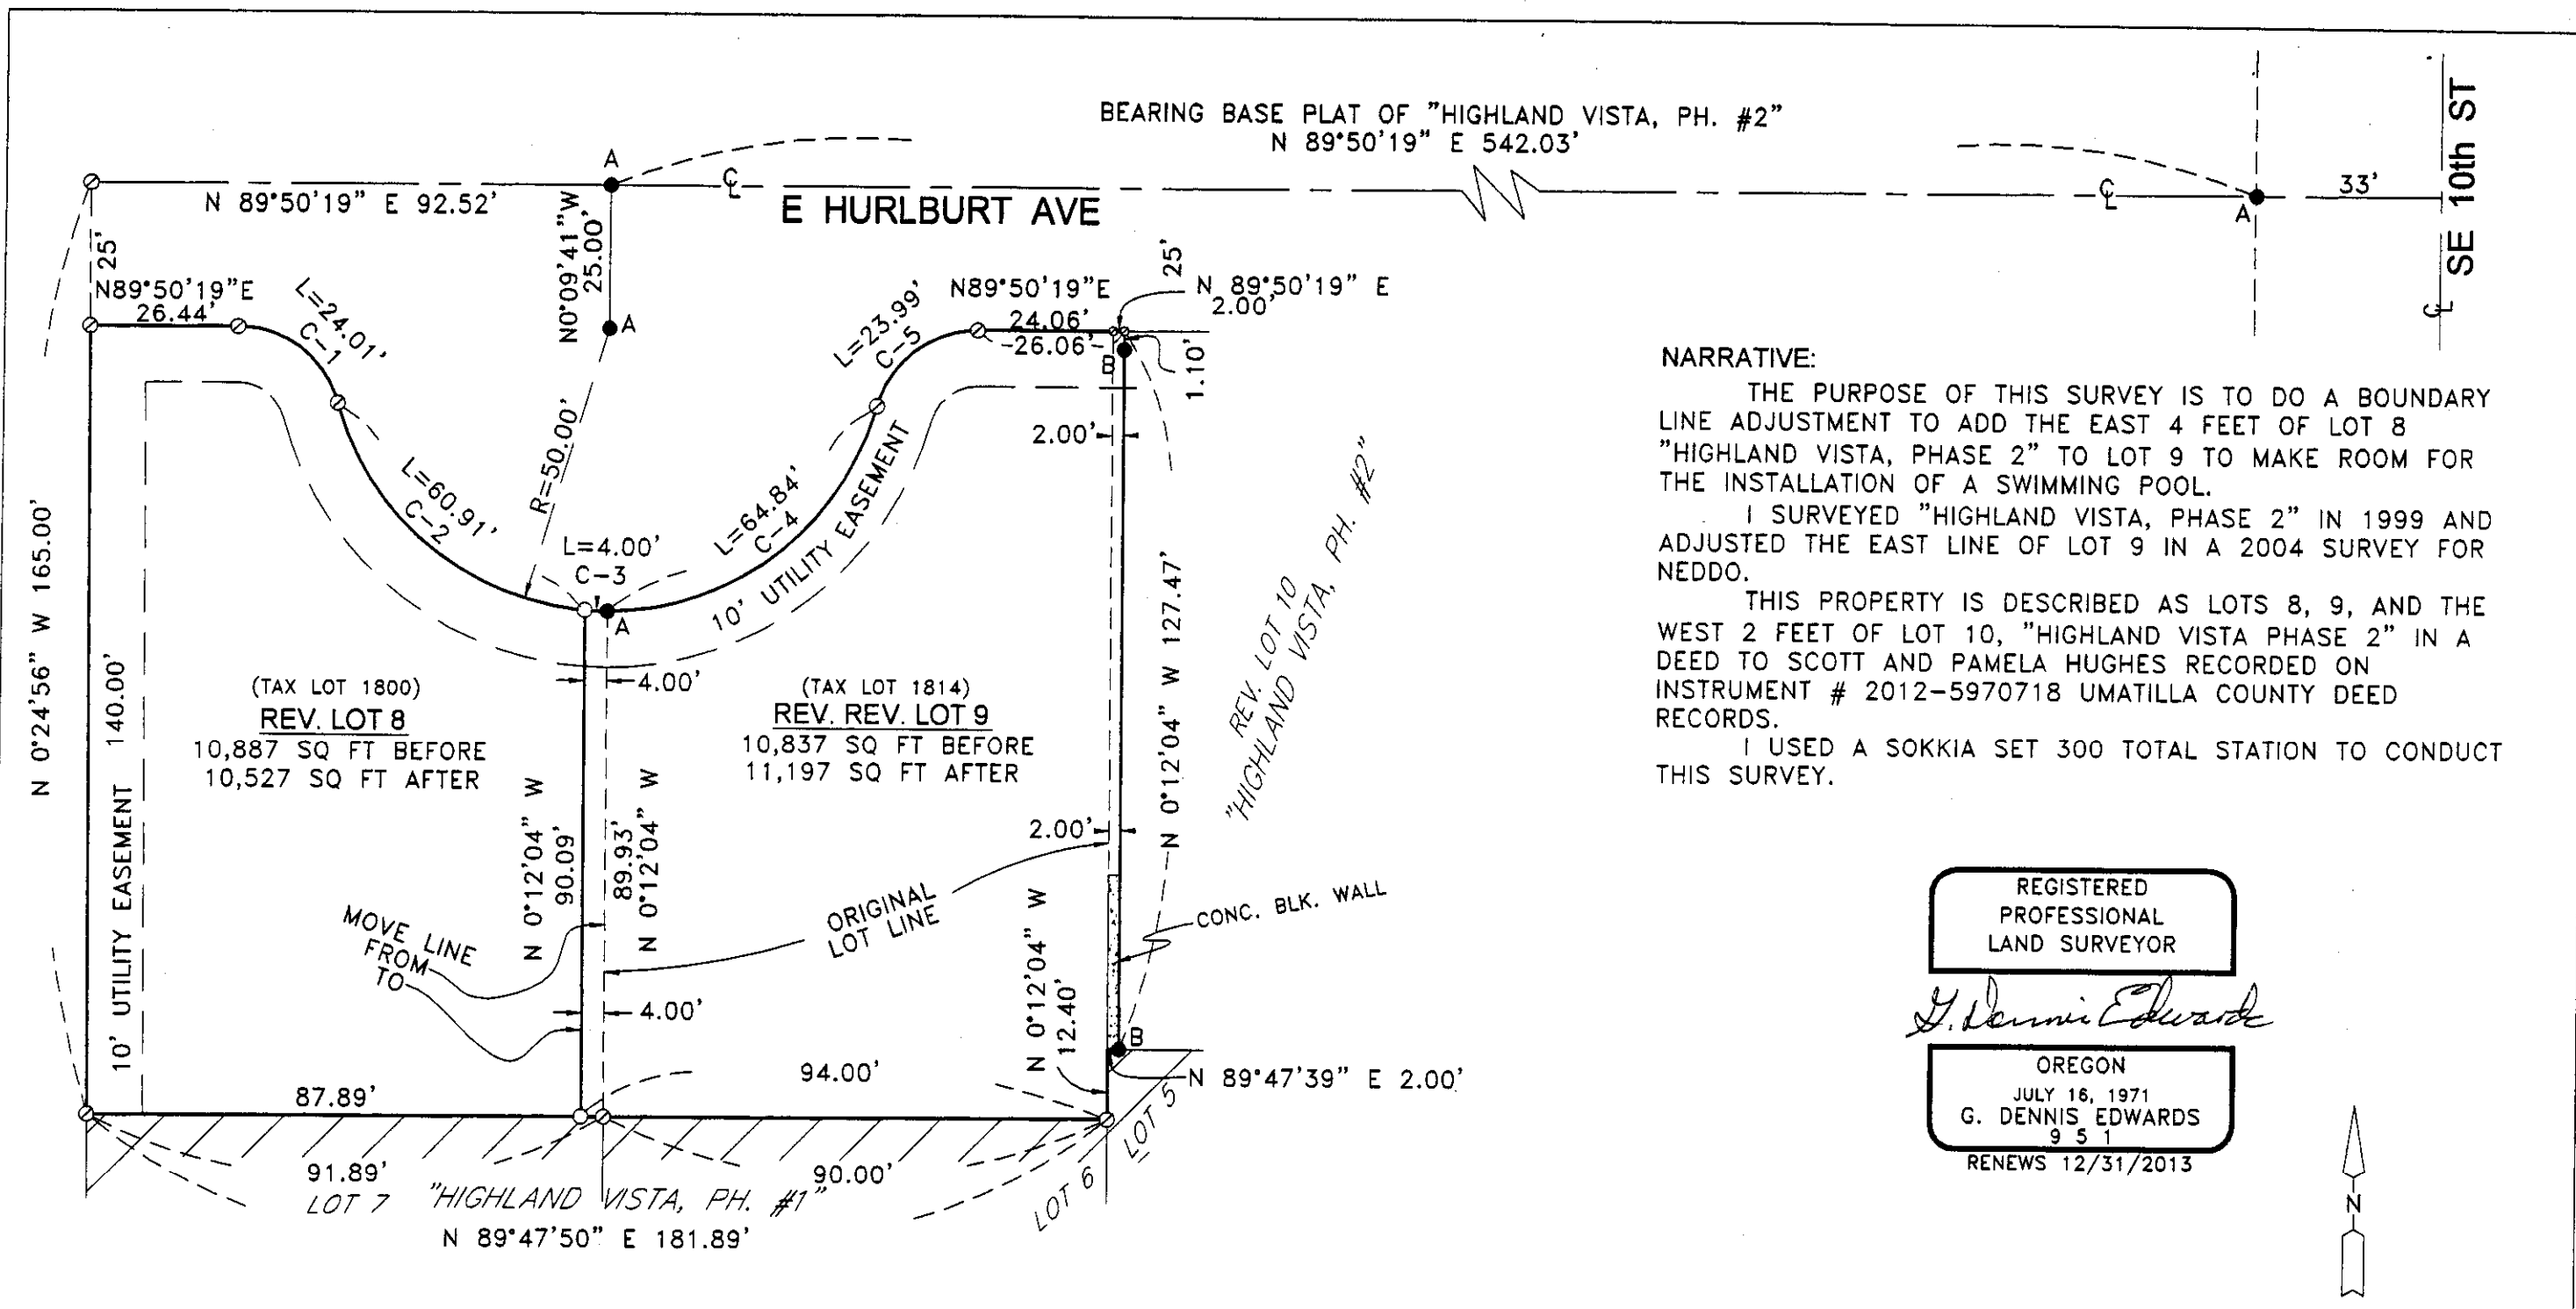 BEARING BASE PLAT OF "HIGHLAND VISTA, PH. #2"
N 89°50'19" E 542.03'
SE 10th ST
A
℄
N 89°50'19" E 92.52'
E HURLBURT AVE
℄
33'
A
℄
25'
N0°09'41"W
25.00'
25'
N89°50'19"E
26.44'
L=24.01'
C-1
A
L=23.99'
C-5
N89°50'19"E
24.06'
-26.06'-
N 89°50'19" E
2.00'
B
1.10'
2.00'
R=50.00'
L=60.91'
C-2
L=4.00'
C-3
L=64.84'
C-4
A
10' UTILITY EASEMENT
4.00'
N 0°24'56" W 165.00'
140.00'
10' UTILITY EASEMENT
(TAX LOT 1800)
REV. LOT 8
10,887 SQ FT BEFORE
10,527 SQ FT AFTER
(TAX LOT 1814)
REV. REV. LOT 9
10,837 SQ FT BEFORE
11,197 SQ FT AFTER
N 0°12'04" W
90.09'
89.93'
N 0°12'04" W
N 0°12'04" W 127.47'
REV. LOT 10
"HIGHLAND VISTA, PH. #2"
2.00'
MOVE LINE
FROM
TO
ORIGINAL
LOT LINE
CONC. BLK. WALL
N 0°12'04" W
12.40'
4.00'
B
N 89°47'39" E 2.00'
87.89'
94.00'
91.89'
90.00'
LOT 5
LOT 6
LOT 7 "HIGHLAND VISTA, PH. #1"
N 89°47'50" E 181.89'
NARRATIVE:
THE PURPOSE OF THIS SURVEY IS TO DO A BOUNDARY
LINE ADJUSTMENT TO ADD THE EAST 4 FEET OF LOT 8
"HIGHLAND VISTA, PHASE 2" TO LOT 9 TO MAKE ROOM FOR
THE INSTALLATION OF A SWIMMING POOL.
I SURVEYED "HIGHLAND VISTA, PHASE 2" IN 1999 AND
ADJUSTED THE EAST LINE OF LOT 9 IN A 2004 SURVEY FOR
NEDDO.
THIS PROPERTY IS DESCRIBED AS LOTS 8, 9, AND THE
WEST 2 FEET OF LOT 10, "HIGHLAND VISTA PHASE 2" IN A
DEED TO SCOTT AND PAMELA HUGHES RECORDED ON
INSTRUMENT # 2012-5970718 UMATILLA COUNTY DEED
RECORDS.
I USED A SOKKIA SET 300 TOTAL STATION TO CONDUCT
THIS SURVEY.
REGISTERED
PROFESSIONAL
LAND SURVEYOR
G. Dennis Edwards
OREGON
JULY 16, 1971
G. DENNIS EDWARDS
9 5 1
RENEWS 12/31/2013
N